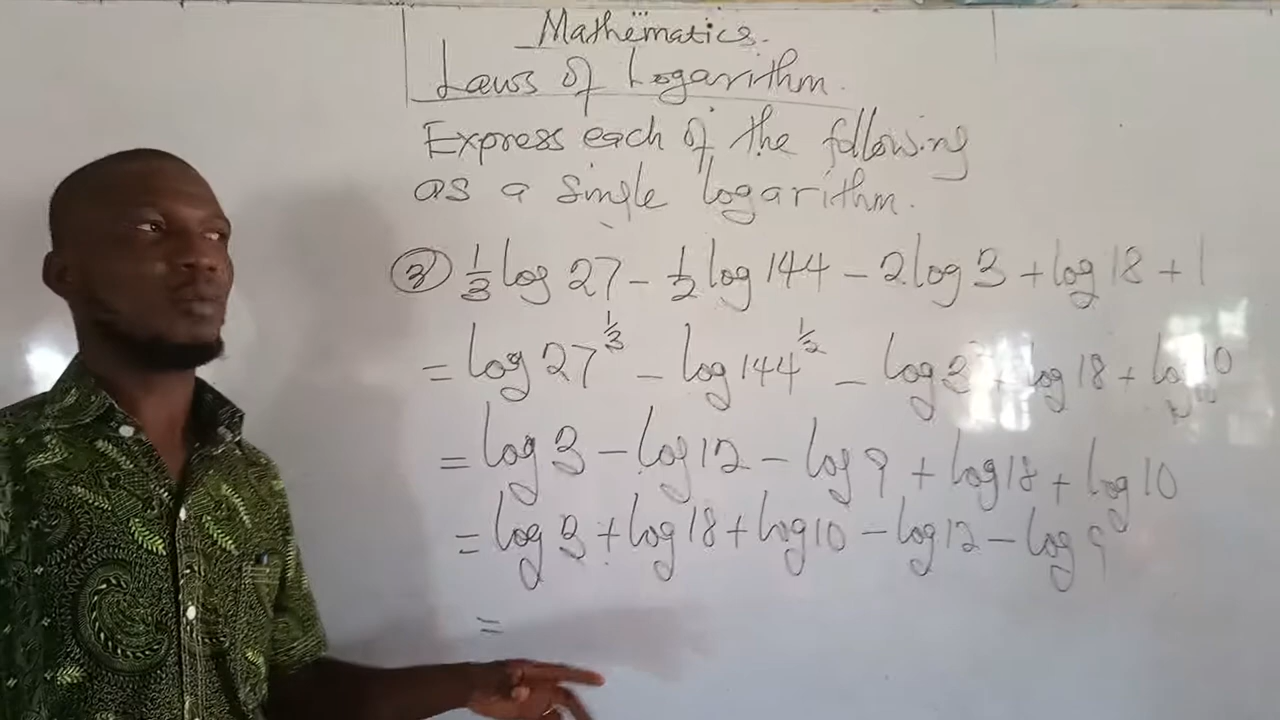 Mathematics.
Laws of Logarithm.
Express each of the following
as a single logarithm.
③ 1/3 log 27 - 1/2 log 144 - 2 log 3 + log 18 + 1
= log 27^1/3 - log 144^1/2 - log 3² + log 18 + log₁₀ 10
= log 3 - log 12 - log 9 + log 18 + log 10
= log 3 + log 18 + log 10 - log 12 - log 9
=